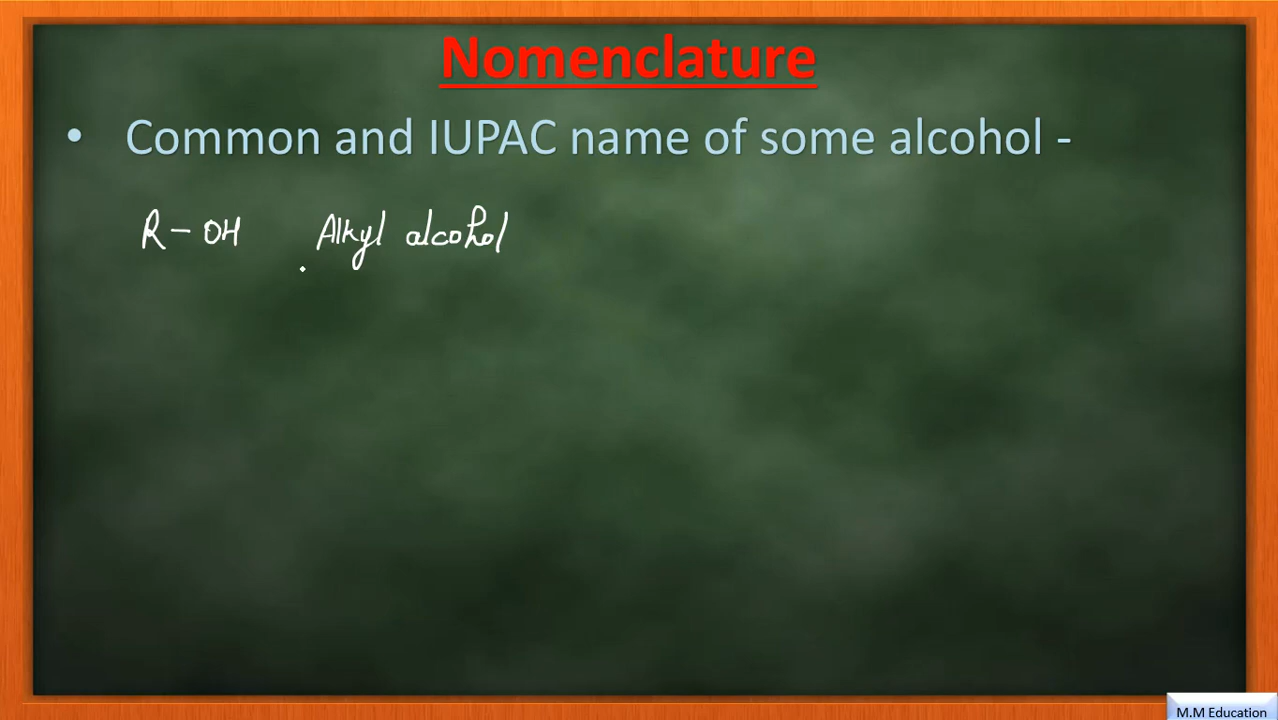 Nomenclature
• Common and IUPAC name of some alcohol -
R - OH Alkyl alcohol
M.M Education